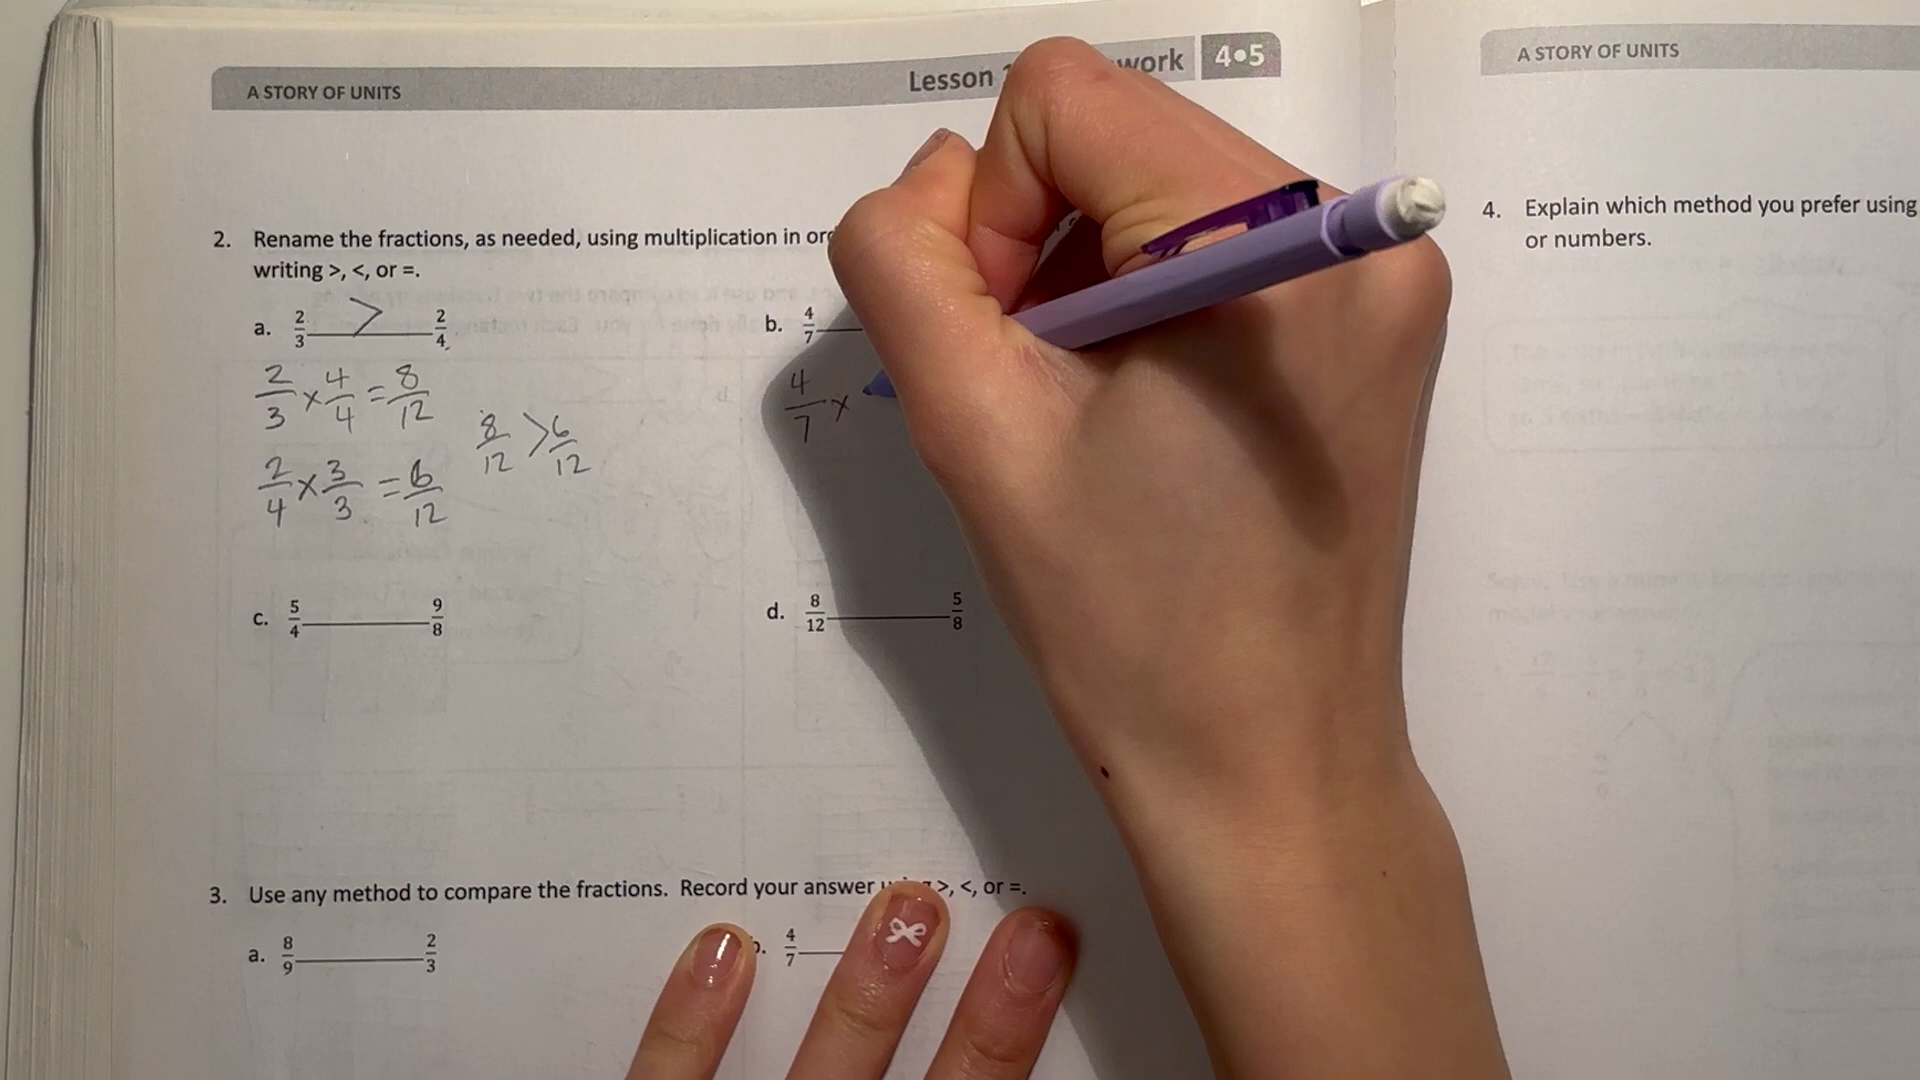 A STORY OF UNITS
Lesson work 4•5
2. Rename the fractions, as needed, using multiplication in
writing >, <, or =.
a. 2/3 > 2/4
b. 4/7
2/3 × 4/4 = 8/12
2/4 × 3/3 = 6/12
8/12 > 6/12
4/7 ×
c. 5/4 ______ 9/8
d. 8/12 ______ 5/8
3. Use any method to compare the fractions. Record your answer >, <, or =.
a. 8/9 ______ 2/3
4/7
A STORY OF UNITS
4. Explain which method you prefer using
or numbers.